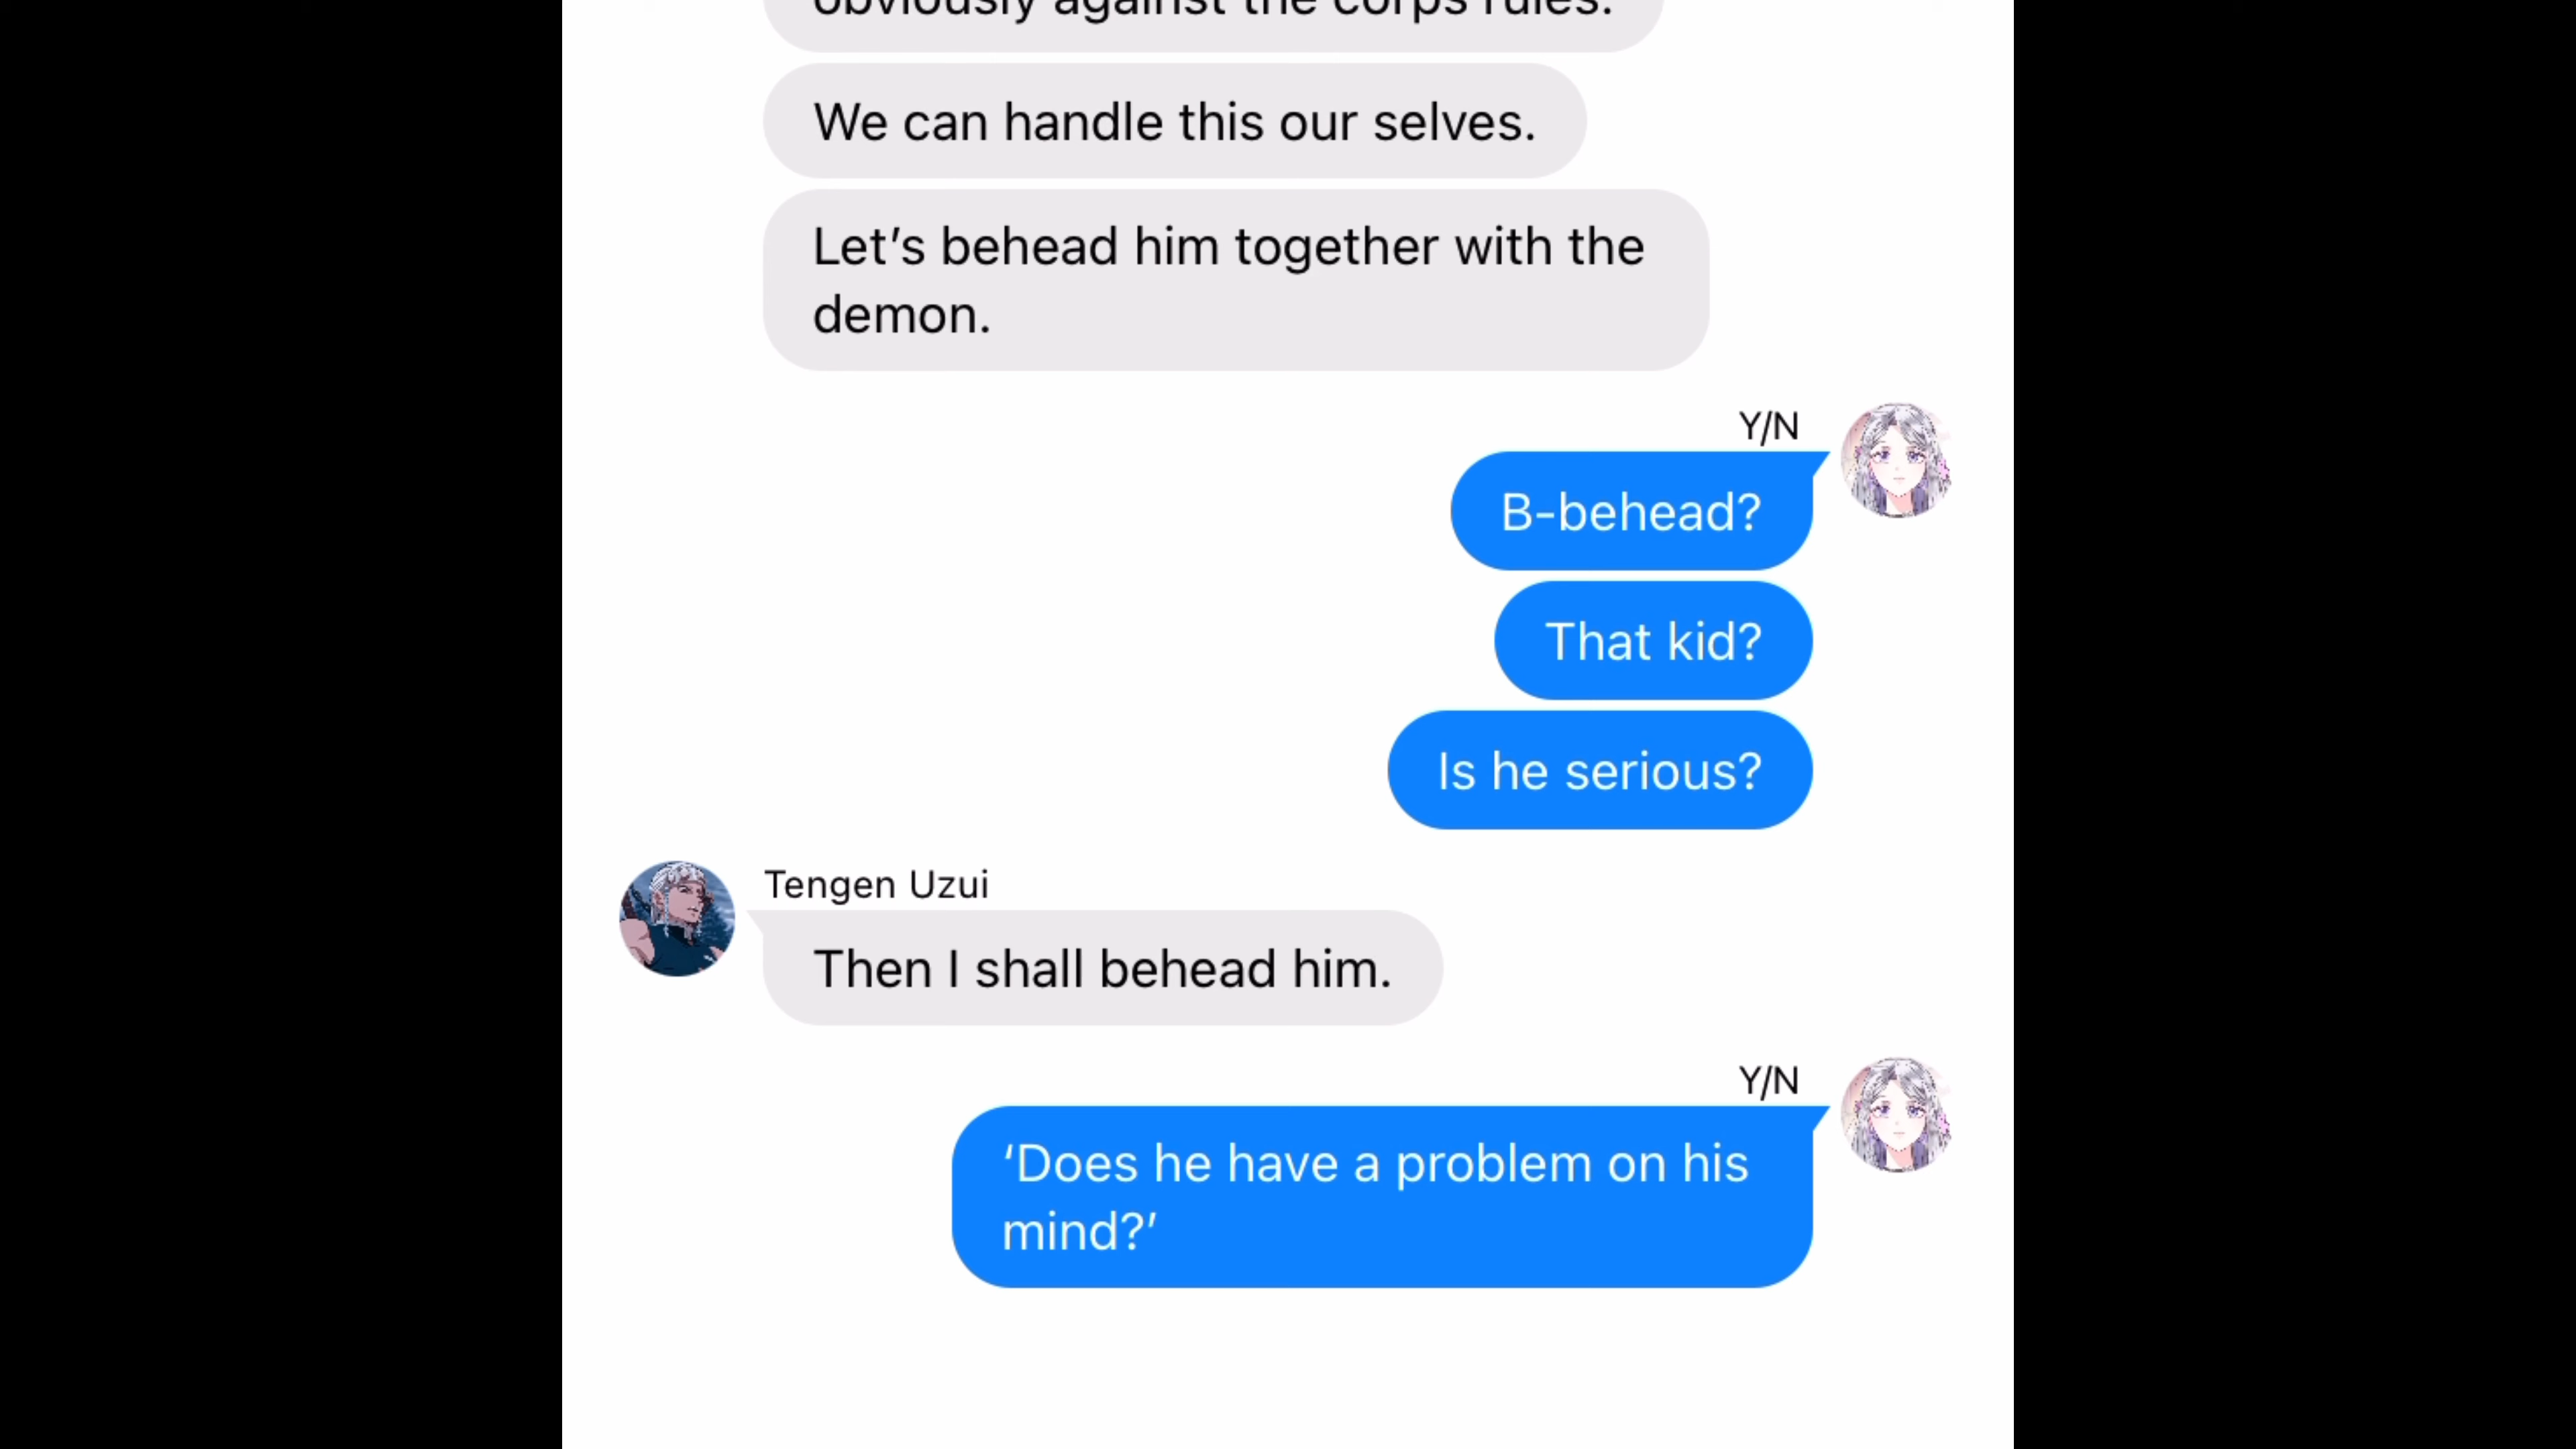 obviously against the corps rules.
We can handle this our selves.
Let’s behead him together with the
demon.
Y/N
B-behead?
That kid?
Is he serious?
Tengen Uzui
Then I shall behead him.
Y/N
‘Does he have a problem on his
mind?’